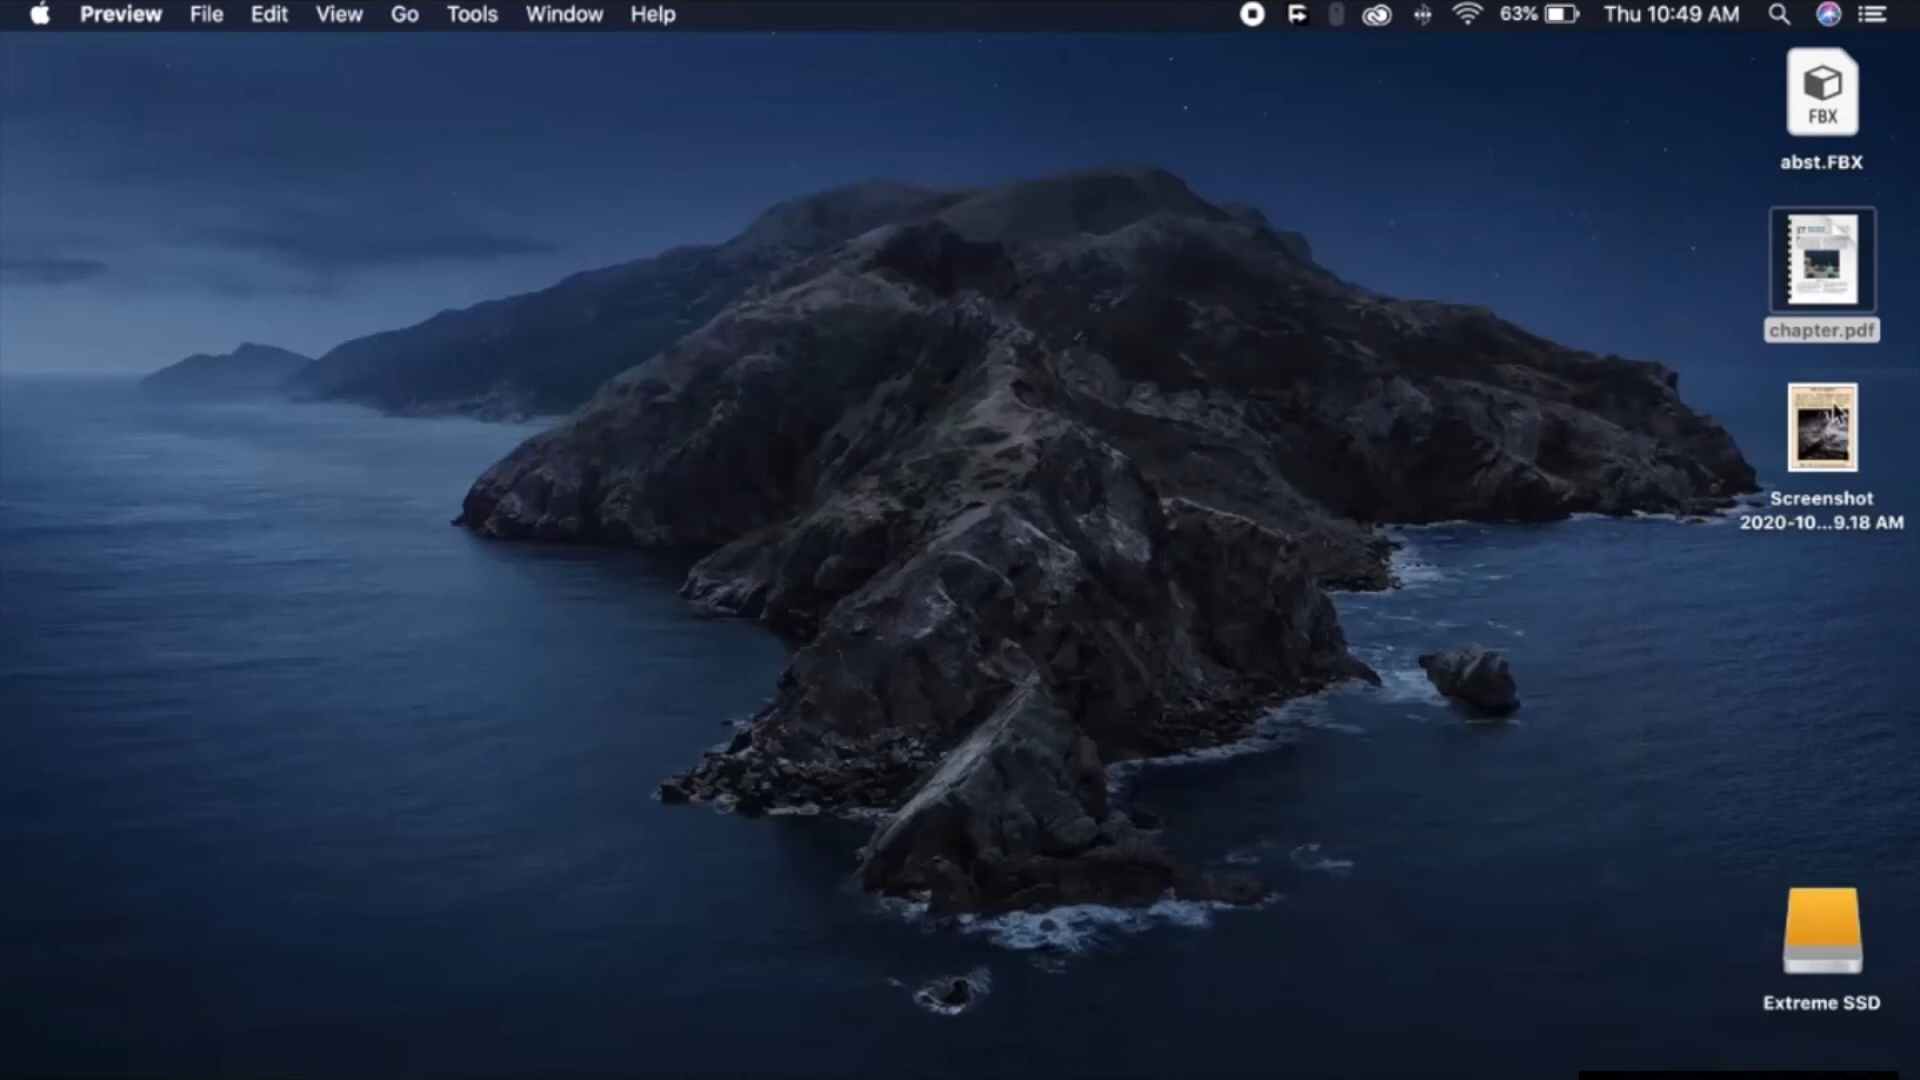 Preview File Edit View Go Tools Window Help 63% Thu 10:49 AM
FBX
abst.FBX
chapter.pdf
Screenshot
2020-10...9.18 AM
Extreme SSD